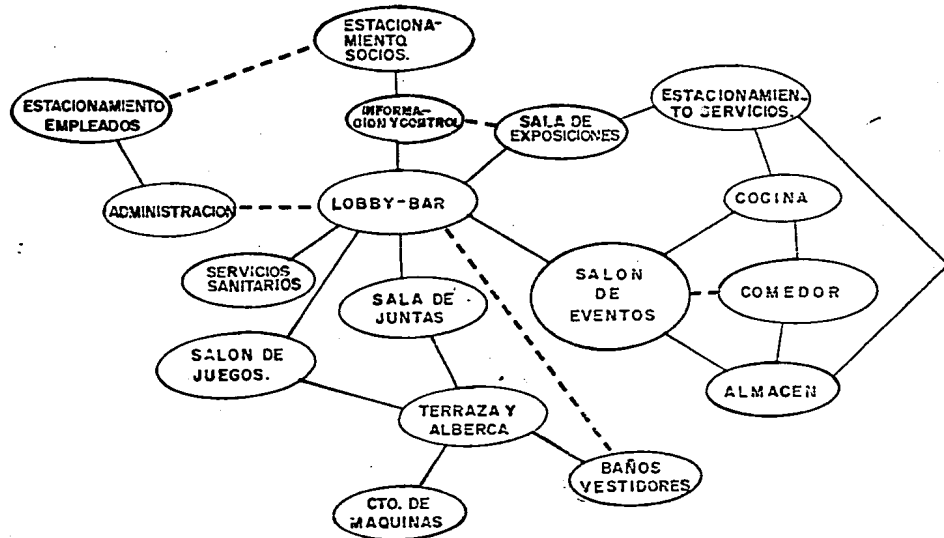 ESTACIONA-
MIENTO
SOCIOS.
ESTACIONAMIENTO
EMPLEADOS
INFORMA-
CION Y CONTROL
SALA DE
EXPOSICIONES
ESTACIONAMIEN-
TO SERVICIOS.
ADMINISTRACION
LOBBY-BAR
COCINA
SERVICIOS
SANITARIOS
SALA DE
JUNTAS
SALON
DE
EVENTOS
COMEDOR
SALON DE
JUEGOS.
ALMACEN
TERRAZA Y
ALBERCA
BAÑOS
VESTIDORES
CTO. DE
MAQUINAS